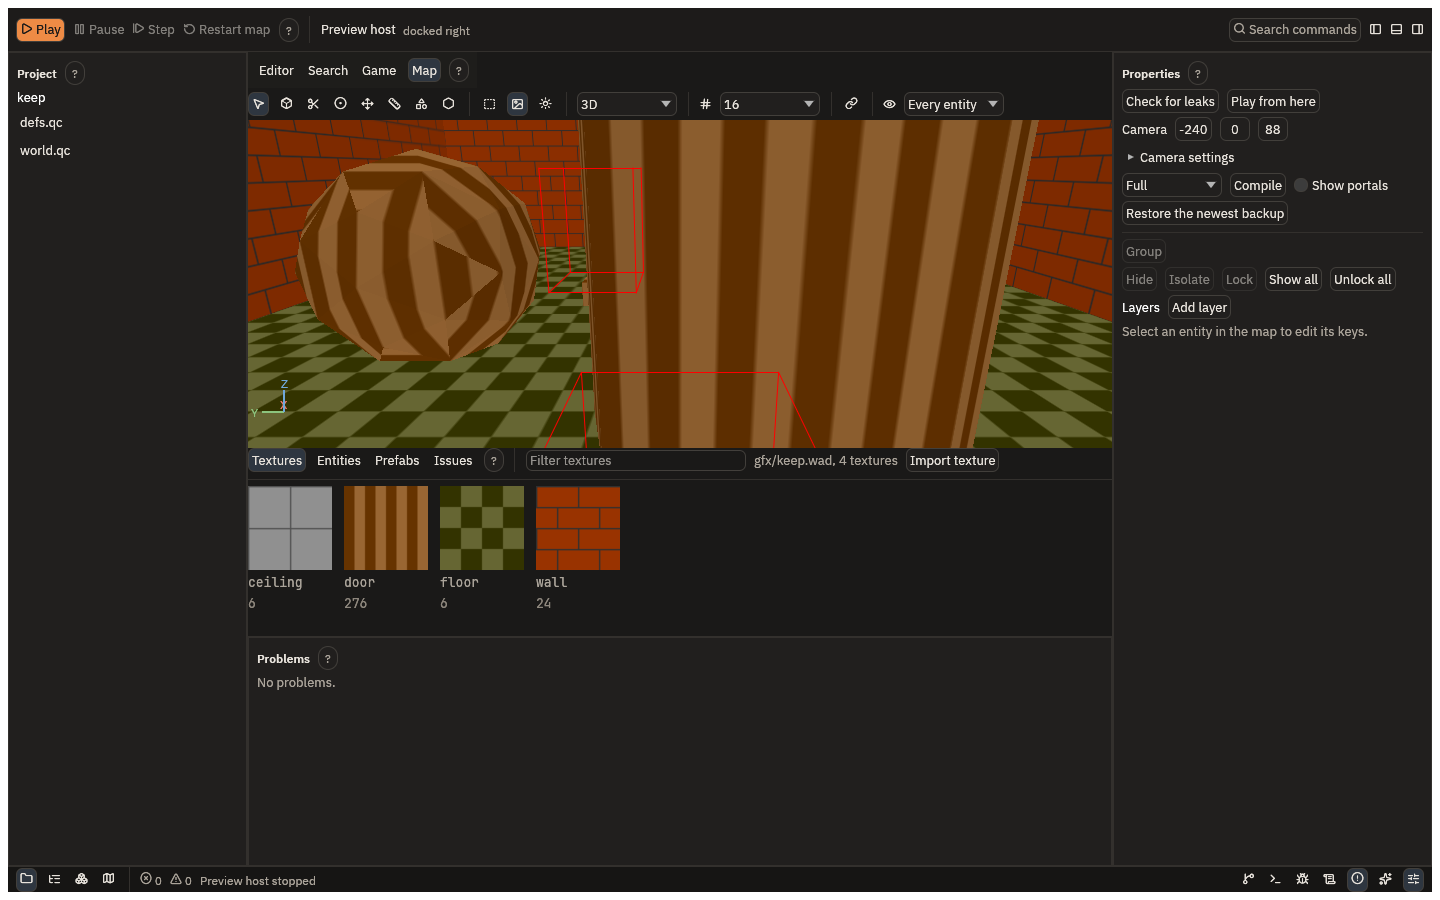 Play Pause Step Restart map ? Preview host docked right Search commands
Project ?
keep
defs.qc
world.qc
Editor Search Game Map ?
3D 16 Every entity
Z
X
Y
Textures Entities Prefabs Issues ? Filter textures gfx/keep.wad, 4 textures Import texture
ceiling door floor wall
6 276 6 24
Problems ?
No problems.
Properties ?
Check for leaks Play from here
Camera -240 0 88
Camera settings
Full Compile Show portals
Restore the newest backup
Group
Hide Isolate Lock Show all Unlock all
Layers Add layer
Select an entity in the map to edit its keys.
0 0 Preview host stopped